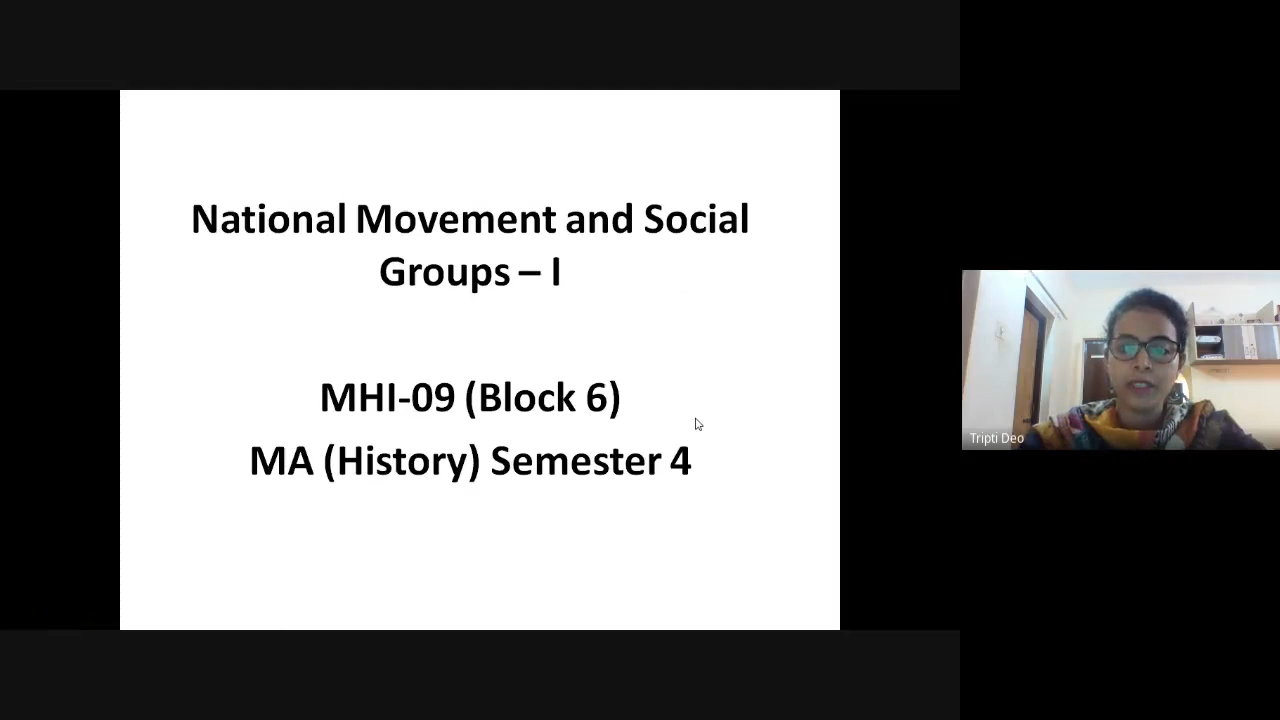 National Movement and Social
Groups – I
MHI-09 (Block 6)
MA (History) Semester 4
Tripti Deo